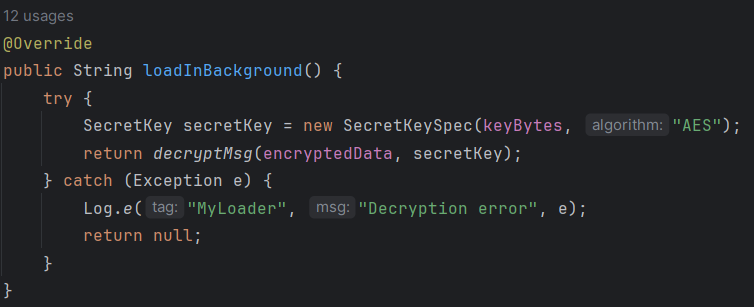 12 usages
@Override
public String loadInBackground() {
    try {
        SecretKey secretKey = new SecretKeySpec(keyBytes, algorithm: "AES");
        return decryptMsg(encryptedData, secretKey);
    } catch (Exception e) {
        Log.e( tag: "MyLoader", msg: "Decryption error", e);
        return null;
    }
}